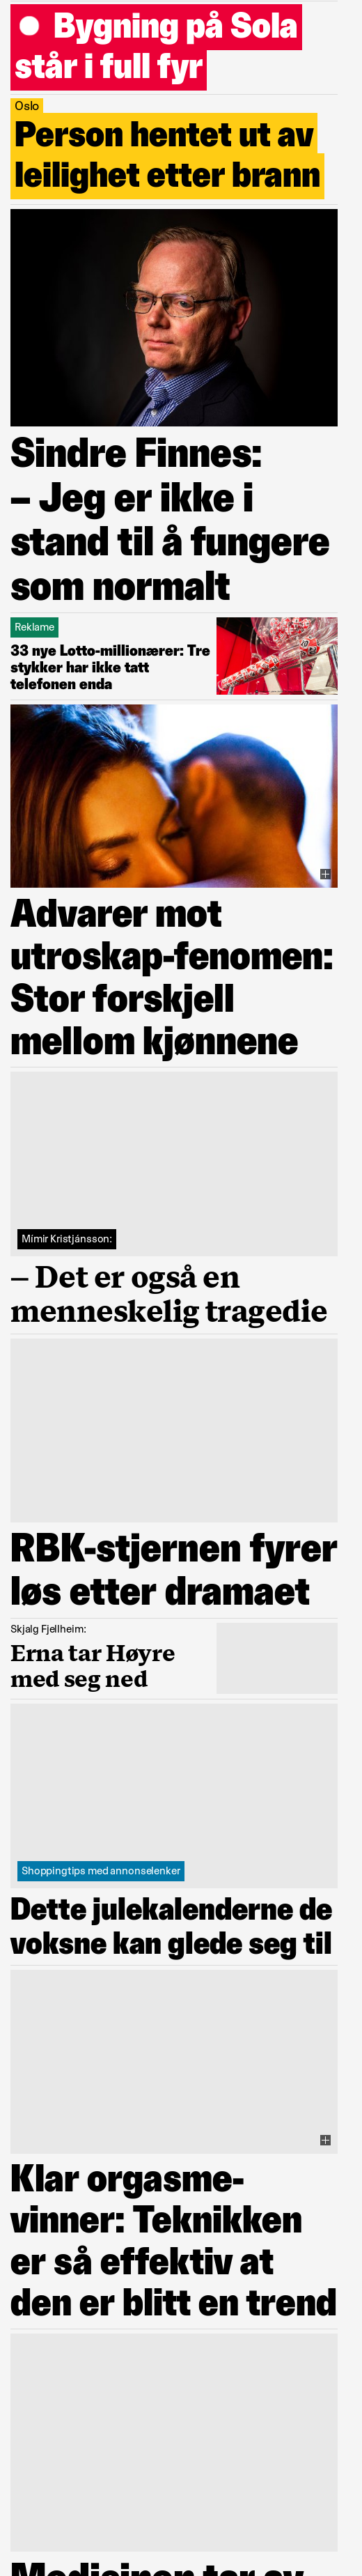 Bygning på Sola
står i full fyr
Oslo
Person hentet ut av
leilighet etter brann
Sindre Finnes:
– Jeg er ikke i
stand til å fungere
som normalt
Reklame
33 nye Lotto-millionærer: Tre
stykker har ikke tatt
telefonen enda
Advarer mot
utroskap-fenomen:
Stor forskjell
mellom kjønnene
Mímir Kristjánsson:
– Det er også en
menneskelig tragedie
RBK-stjernen fyrer
løs etter dramaet
Skjalg Fjellheim:
Erna tar Høyre
med seg ned
Shoppingtips med annonselenker
Dette julekalenderne de
voksne kan glede seg til
Klar orgasme-
vinner: Teknikken
er så effektiv at
den er blitt en trend